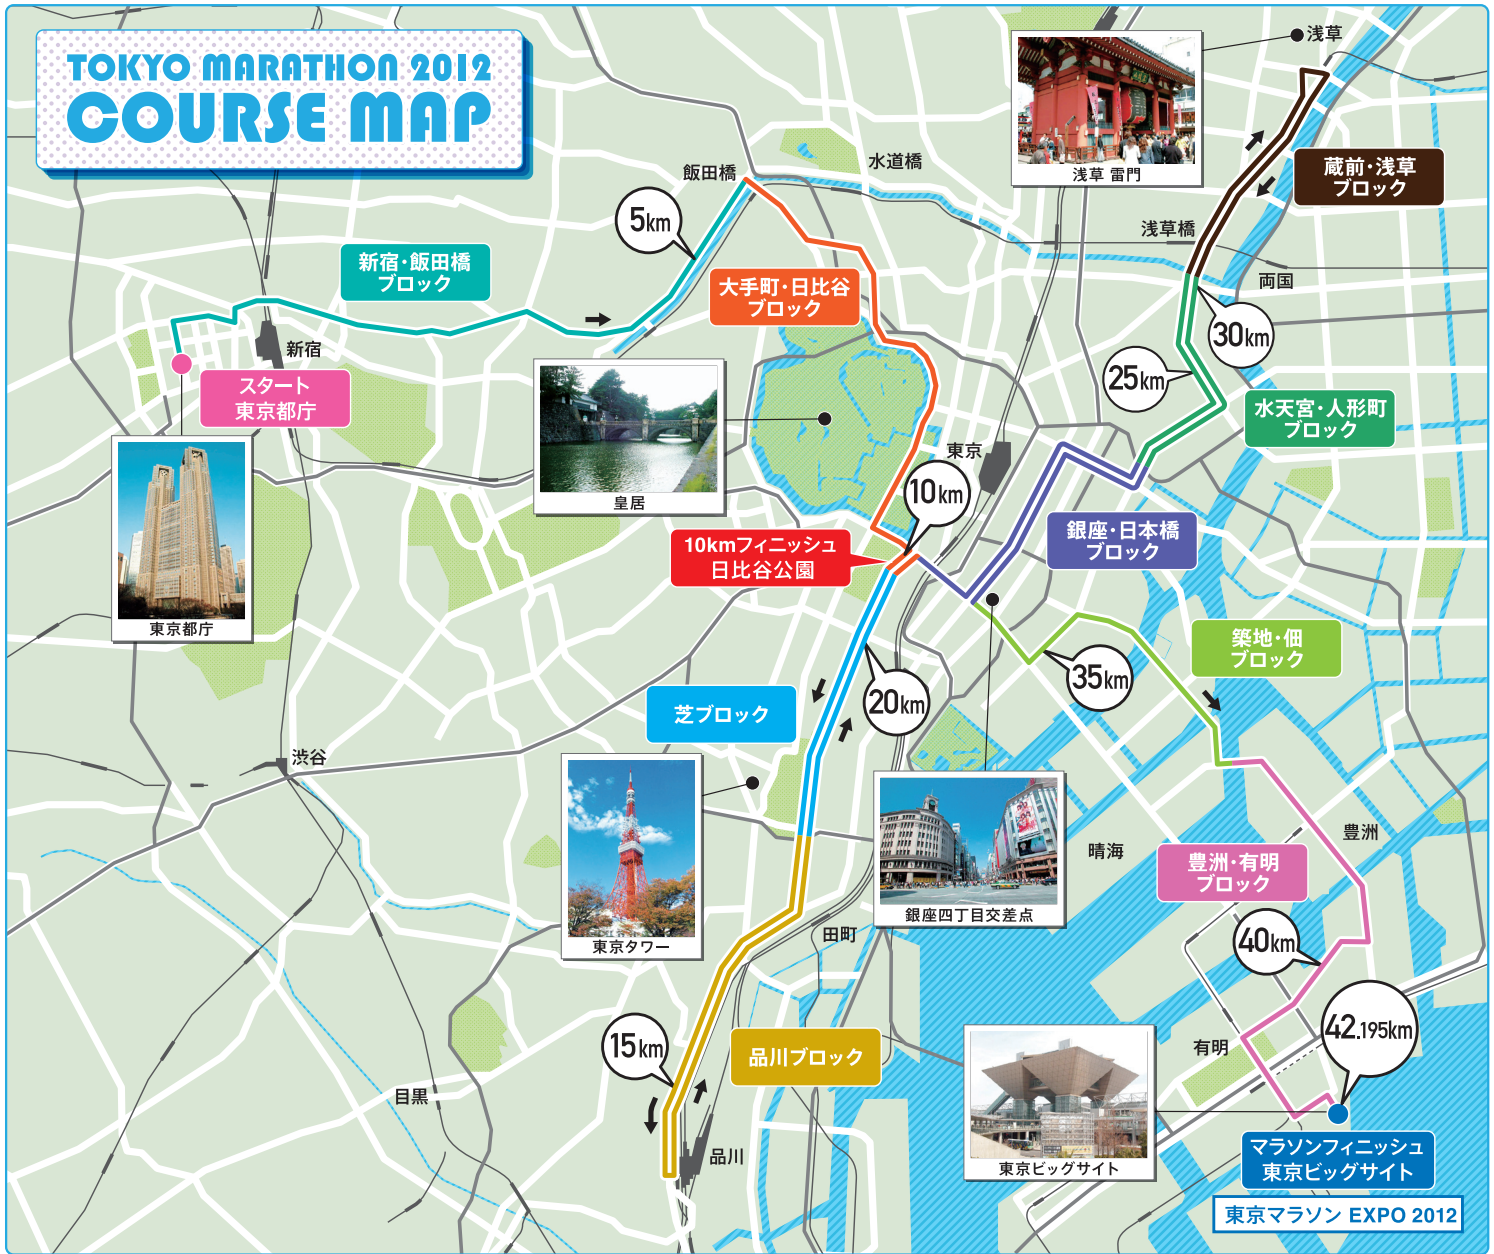 TOKYO MARATHON 2012
COURSE MAP
浅草
浅草 雷門
蔵前・浅草
ブロック
水道橋
飯田橋
5km
浅草橋
新宿・飯田橋
ブロック
大手町・日比谷
ブロック
両国
30km
新宿
25km
スタート
東京都庁
水天宮・人形町
ブロック
東京
10km
皇居
銀座・日本橋
ブロック
10kmフィニッシュ
日比谷公園
東京都庁
築地・佃
ブロック
35km
20km
芝ブロック
渋谷
豊洲
晴海
豊洲・有明
ブロック
銀座四丁目交差点
田町
東京タワー
40km
42.195km
15km
品川ブロック
有明
目黒
品川
東京ビッグサイト
マラソンフィニッシュ
東京ビッグサイト
東京マラソン EXPO 2012